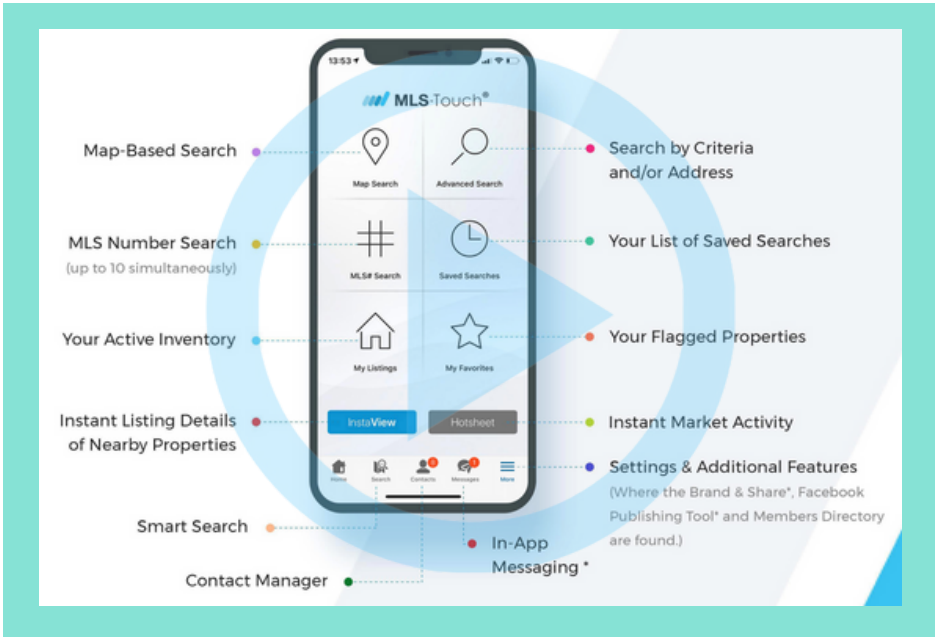 13:53
MLS-Touch®
Map-Based Search
Map Search
Advanced Search
Search by Criteria
and/or Address
MLS Number Search
(up to 10 simultaneously)
MLS# Search
Saved Searches
Your List of Saved Searches
Your Active Inventory
My Listings
My Favorites
Your Flagged Properties
Instant Listing Details
of Nearby Properties
InstaView
Hotsheet
Instant Market Activity
Home
Search
Contacts
Messages
More
Settings & Additional Features
(Where the Brand & Share*, Facebook
Publishing Tool* and Members Directory
are found.)
Smart Search
In-App
Messaging *
Contact Manager